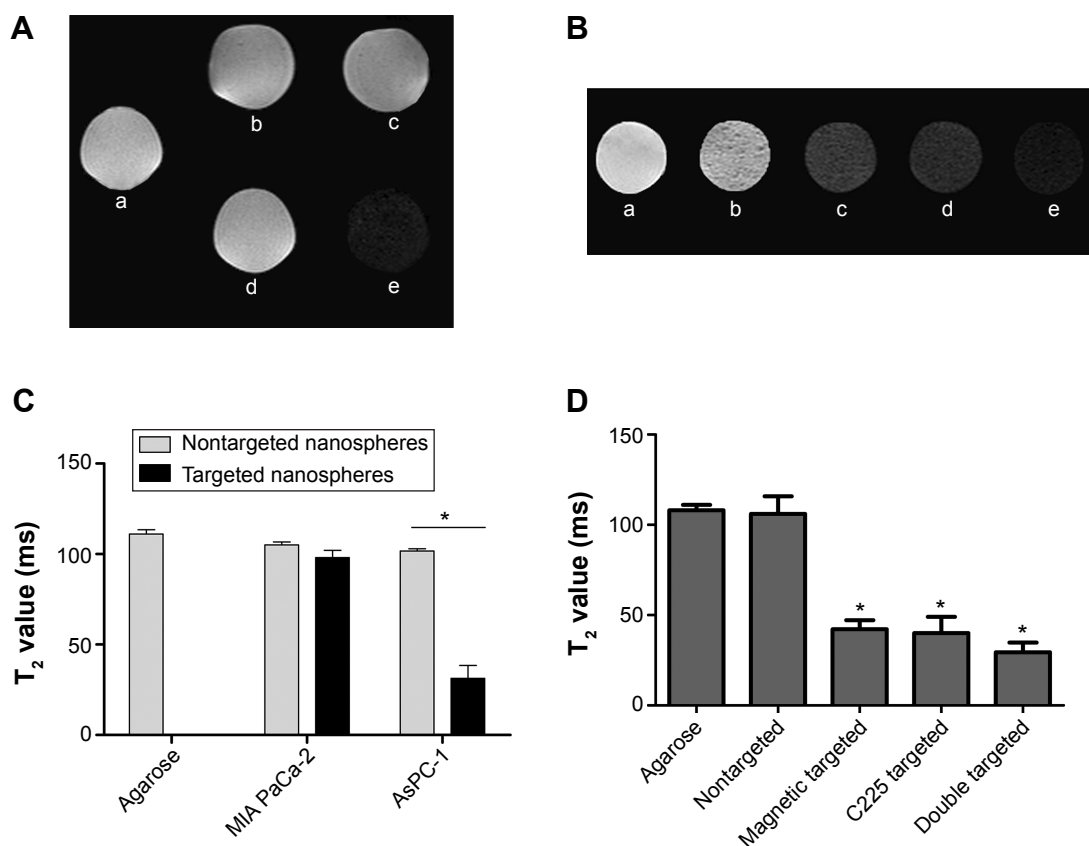 A
a
b
c
d
e
B
a
b
c
d
e
C
Nontargeted nanospheres
Targeted nanospheres
150
100
50
0
T₂ value (ms)
*
Agarose
MIA PaCa-2
AsPC-1
D
150
100
50
0
T₂ value (ms)
*
*
*
Agarose
Nontargeted
Magnetic targeted
C225 targeted
Double targeted